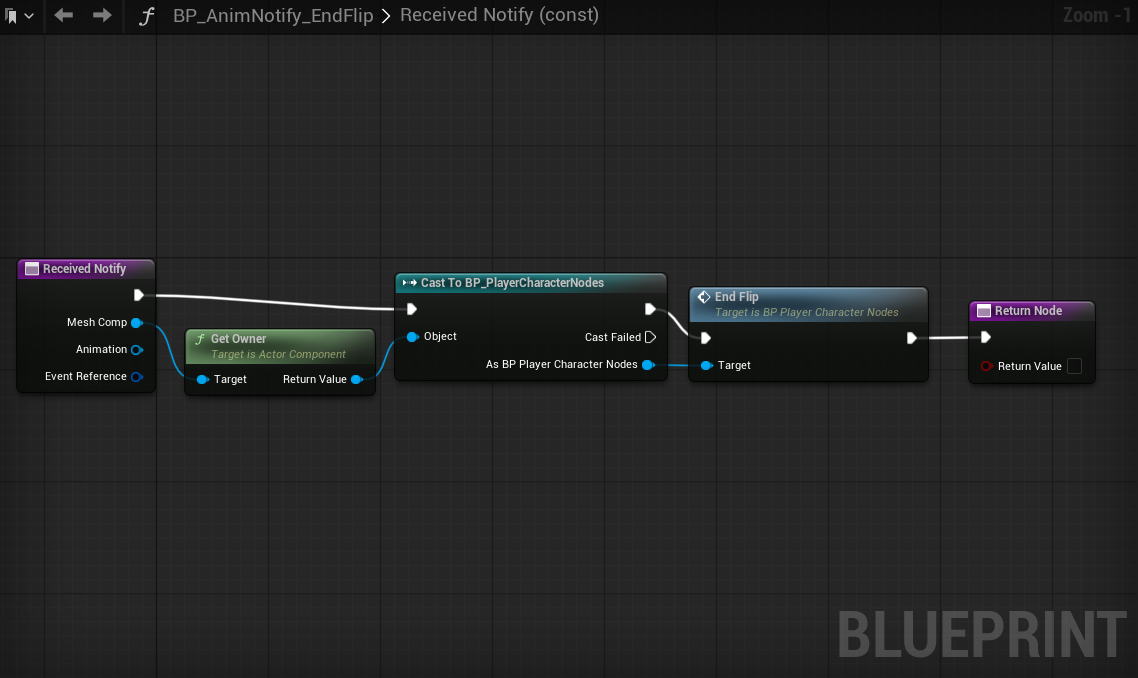 BP_AnimNotify_EndFlip > Received Notify (const)
Zoom -1
Received Notify
Mesh Comp
Animation
Event Reference
Get Owner
Target is Actor Component
Target Return Value
Cast To BP_PlayerCharacterNodes
Object
Cast Failed
As BP Player Character Nodes
End Flip
Target is BP Player Character Nodes
Target
Return Node
Return Value
BLUEPRINT